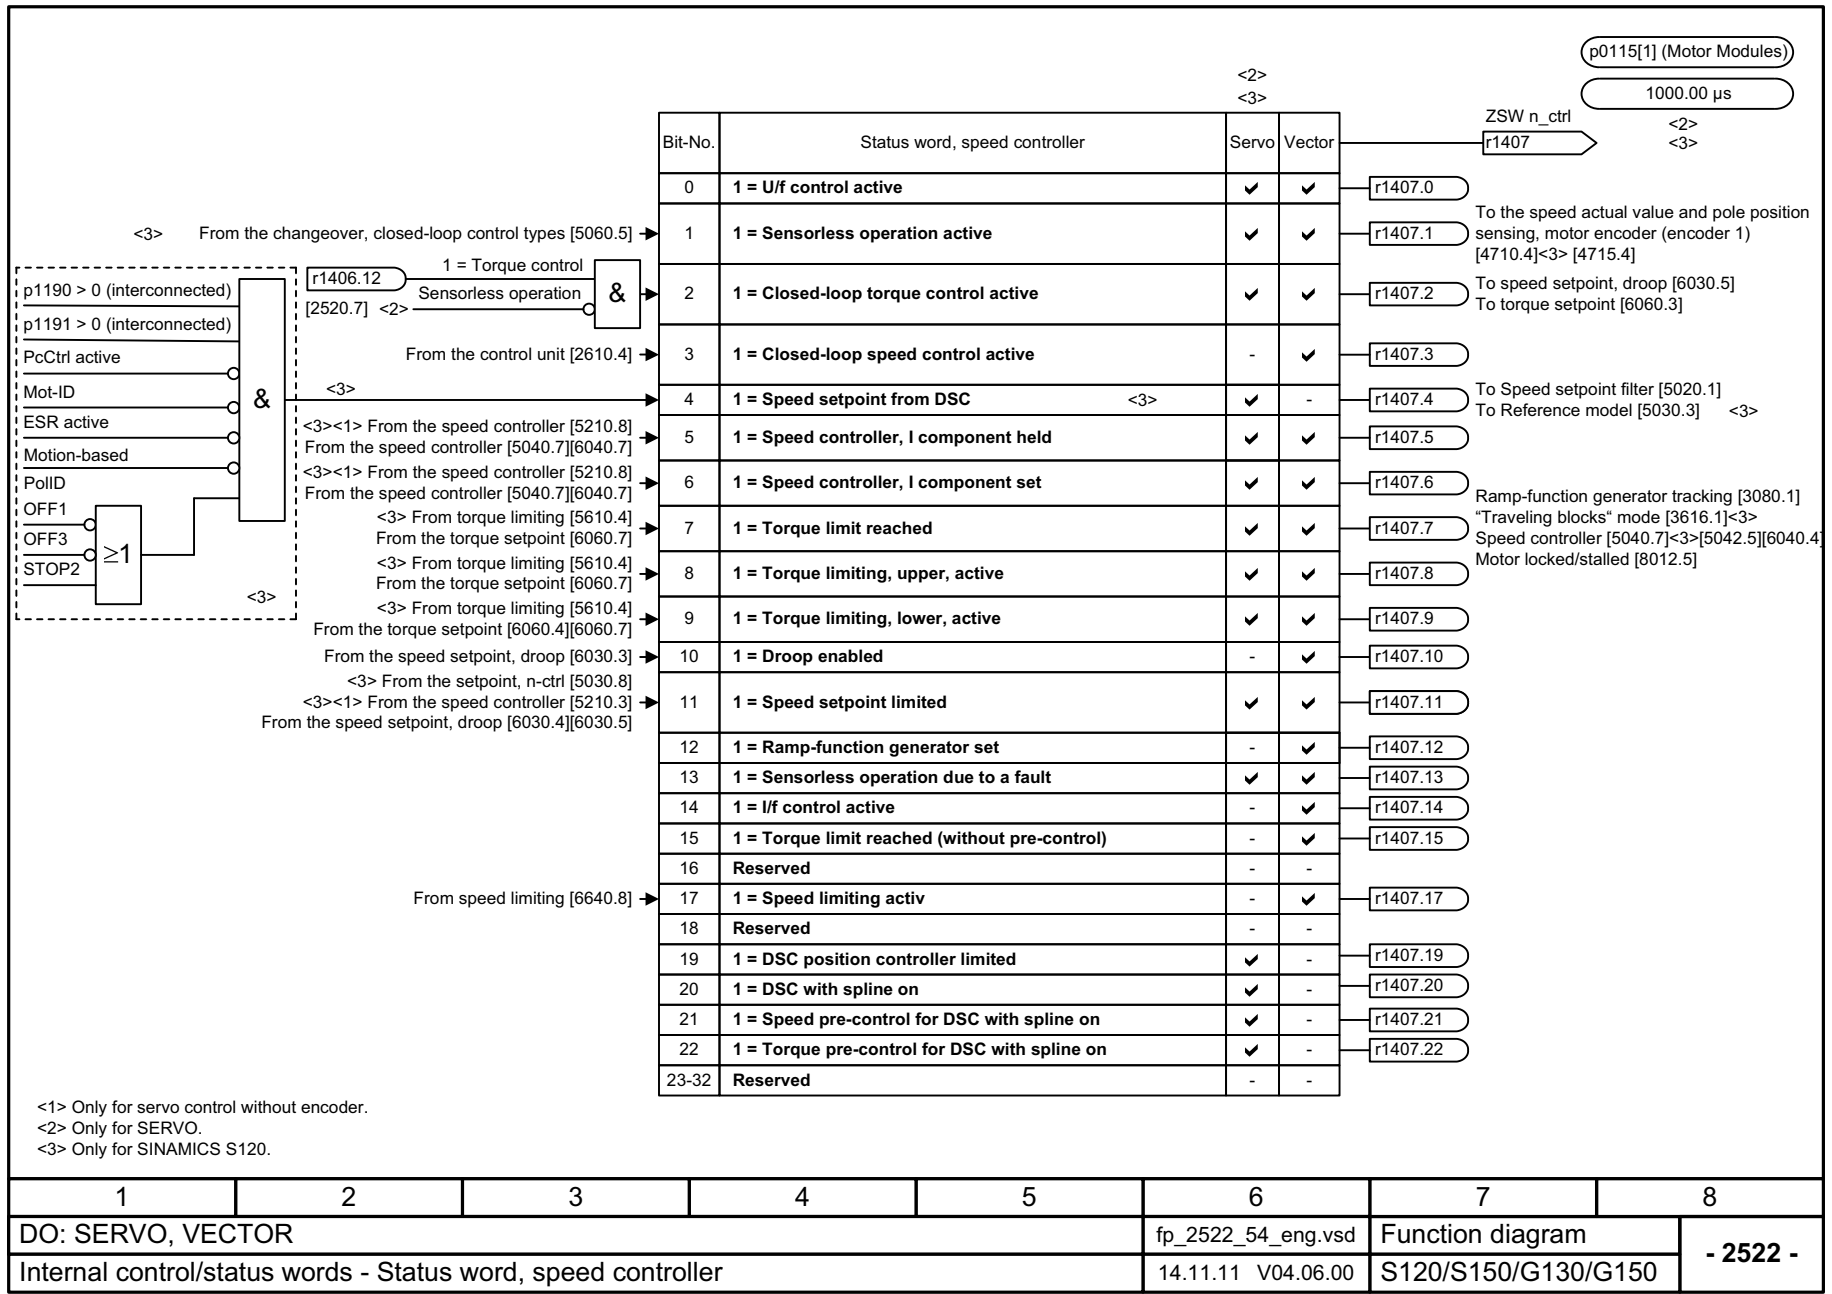 p0115[1] (Motor Modules)
1000.00 µs
<2>
<3>
<2>
<3>
ZSW n_ctrl
r1407
Bit-No.
Status word, speed controller
Servo
Vector
0
1 = U/f control active
✔
✔
r1407.0
<3>
From the changeover, closed-loop control types [5060.5]
1
1 = Sensorless operation active
✔
✔
r1407.1
To the speed actual value and pole position
sensing, motor encoder (encoder 1)
[4710.4]<3> [4715.4]
r1406.12
[2520.7]
<2>
1 = Torque control
Sensorless operation
&
2
1 = Closed-loop torque control active
✔
✔
r1407.2
To speed setpoint, droop [6030.5]
To torque setpoint [6060.3]
From the control unit [2610.4]
3
1 = Closed-loop speed control active
-
✔
r1407.3
p1190 > 0 (interconnected)
p1191 > 0 (interconnected)
PcCtrl active
Mot-ID
ESR active
Motion-based
PollD
OFF1
OFF3
STOP2
≥1
&
<3>
<3>
4
1 = Speed setpoint from DSC
<3>
✔
-
r1407.4
To Speed setpoint filter [5020.1]
To Reference model [5030.3]
<3>
<3><1> From the speed controller [5210.8]
From the speed controller [5040.7][6040.7]
5
1 = Speed controller, I component held
✔
✔
r1407.5
<3><1> From the speed controller [5210.8]
From the speed controller [5040.7][6040.7]
6
1 = Speed controller, I component set
✔
✔
r1407.6
<3> From torque limiting [5610.4]
From the torque setpoint [6060.7]
7
1 = Torque limit reached
✔
✔
r1407.7
Ramp-function generator tracking [3080.1]
“Traveling blocks“ mode [3616.1]<3>
Speed controller [5040.7]<3>[5042.5][6040.4]
Motor locked/stalled [8012.5]
<3> From torque limiting [5610.4]
From the torque setpoint [6060.7]
8
1 = Torque limiting, upper, active
✔
✔
r1407.8
<3> From torque limiting [5610.4]
From the torque setpoint [6060.4][6060.7]
9
1 = Torque limiting, lower, active
✔
✔
r1407.9
From the speed setpoint, droop [6030.3]
10
1 = Droop enabled
-
✔
r1407.10
<3> From the setpoint, n-ctrl [5030.8]
<3><1> From the speed controller [5210.3]
From the speed setpoint, droop [6030.4][6030.5]
11
1 = Speed setpoint limited
✔
✔
r1407.11
12
1 = Ramp-function generator set
-
✔
r1407.12
13
1 = Sensorless operation due to a fault
✔
✔
r1407.13
14
1 = I/f control active
-
✔
r1407.14
15
1 = Torque limit reached (without pre-control)
-
✔
r1407.15
16
Reserved
-
-
From speed limiting [6640.8]
17
1 = Speed limiting activ
-
✔
r1407.17
18
Reserved
-
-
19
1 = DSC position controller limited
✔
-
r1407.19
20
1 = DSC with spline on
✔
-
r1407.20
21
1 = Speed pre-control for DSC with spline on
✔
-
r1407.21
22
1 = Torque pre-control for DSC with spline on
✔
-
r1407.22
23-32
Reserved
-
-
<1> Only for servo control without encoder.
<2> Only for SERVO.
<3> Only for SINAMICS S120.
1
2
3
4
5
6
7
8
DO: SERVO, VECTOR
fp_2522_54_eng.vsd
Function diagram
- 2522 -
Internal control/status words - Status word, speed controller
14.11.11 V04.06.00
S120/S150/G130/G150